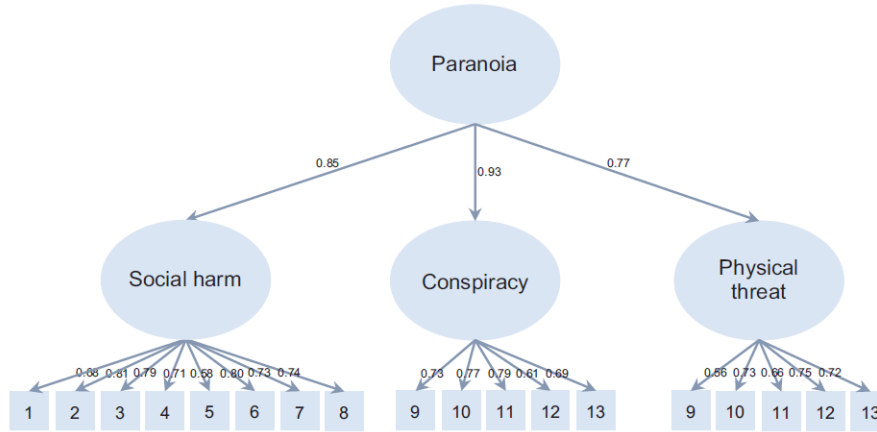 Paranoia
0.85
0.93
0.77
Social harm
Conspiracy
Physical
threat
0.68 0.81 0.79 0.71 0.58 0.80 0.73 0.74
0.73 0.77 0.79 0.61 0.69
0.56 0.73 0.66 0.75 0.72
1 2 3 4 5 6 7 8
9 10 11 12 13
9 10 11 12 13